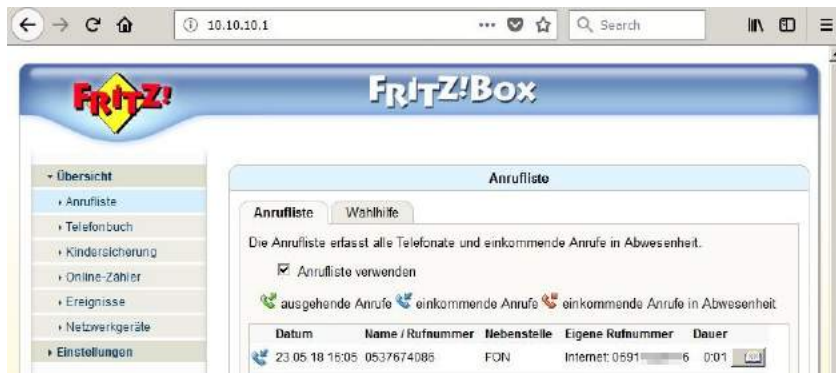 10.10.10.1
Search
FRITZ!
FRITZ!Box
Übersicht
Anrufliste
Telefonbuch
Kindersicherung
Online-Zähler
Ereignisse
Netzwerkgeräte
Einstellungen
Anrufliste
Anrufliste Wahlhilfe
Die Anrufliste erfasst alle Telefonate und einkommende Anrufe in Abwesenheit.
Anrufliste verwenden
ausgehende Anrufe einkommende Anrufe einkommende Anrufe in Abwesenheit
Datum Name / Rufnummer Nebenstelle Eigene Rufnummer Dauer
23.05.18 16:05 0537674086 FON Internet: 0691 6 0:01